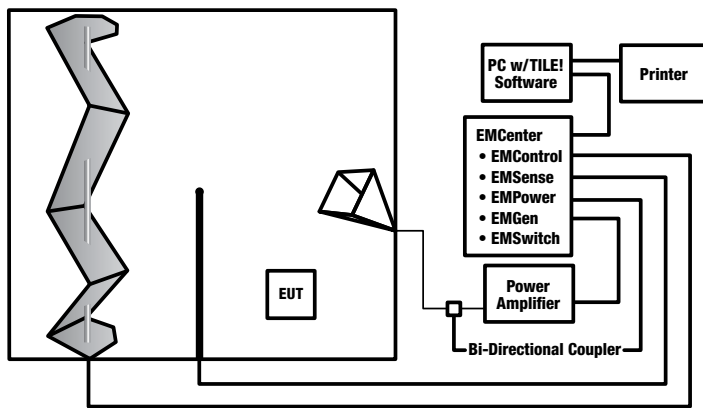 PC w/TILE!
Software
Printer
EMCenter
• EMControl
• EMSense
• EMPower
• EMGen
• EMSwitch
EUT
Power
Amplifier
Bi-Directional Coupler